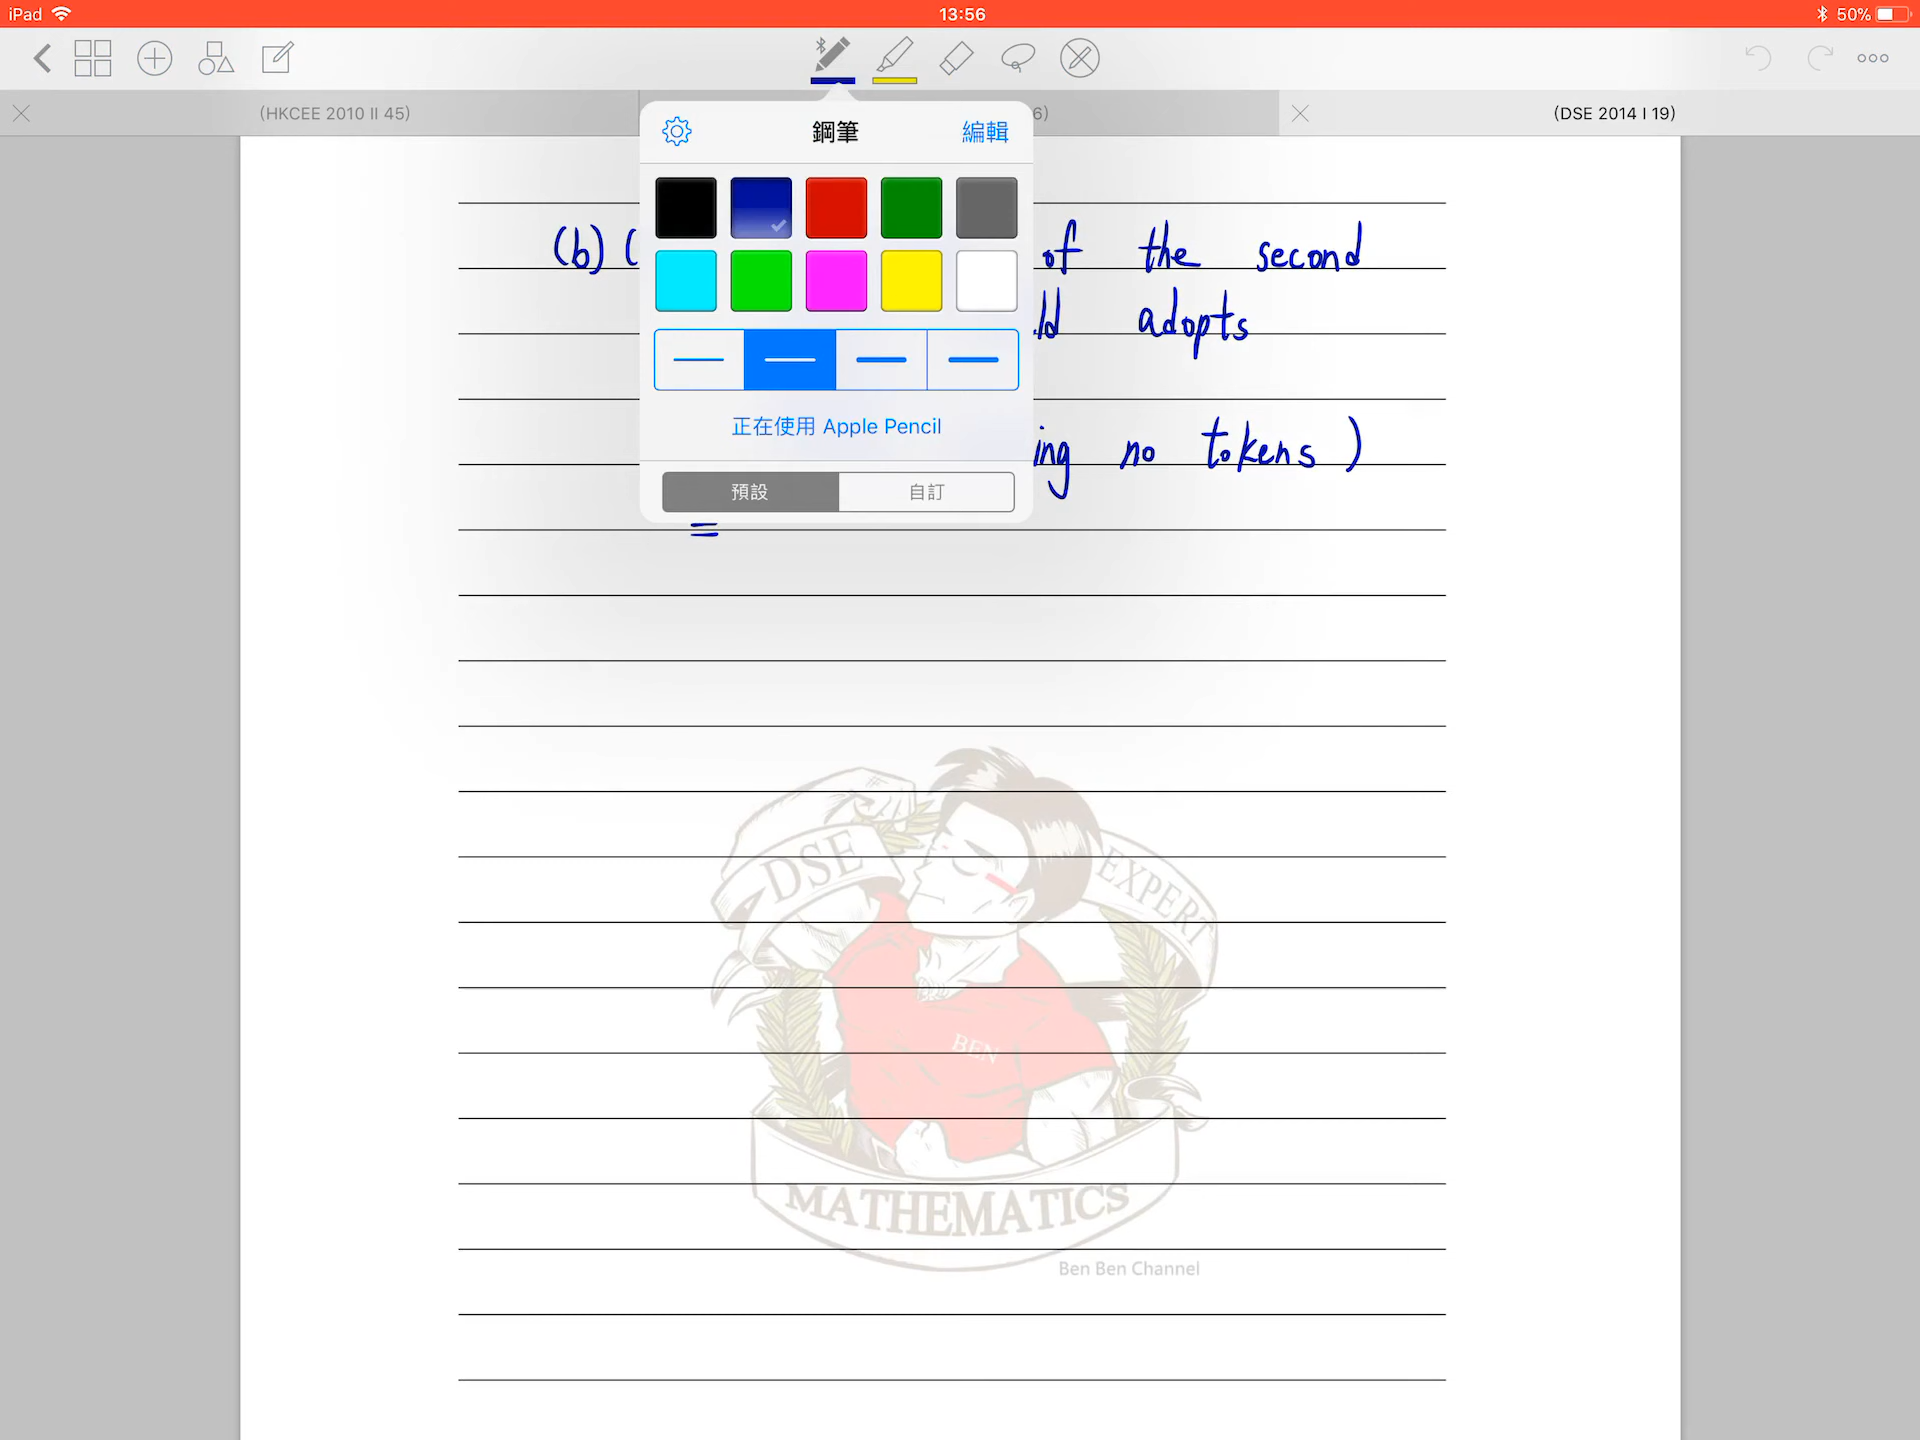 iPad 13:56 50%
(HKCEE 2010 II 45) 6) (DSE 2014 I 19)
鋼筆 編輯
(b) ( of the second
ld adopts
正在使用 Apple Pencil
ing no tokens )
預設 自訂
=
DSE EXPERT
BEN
MATHEMATICS
Ben Ben Channel